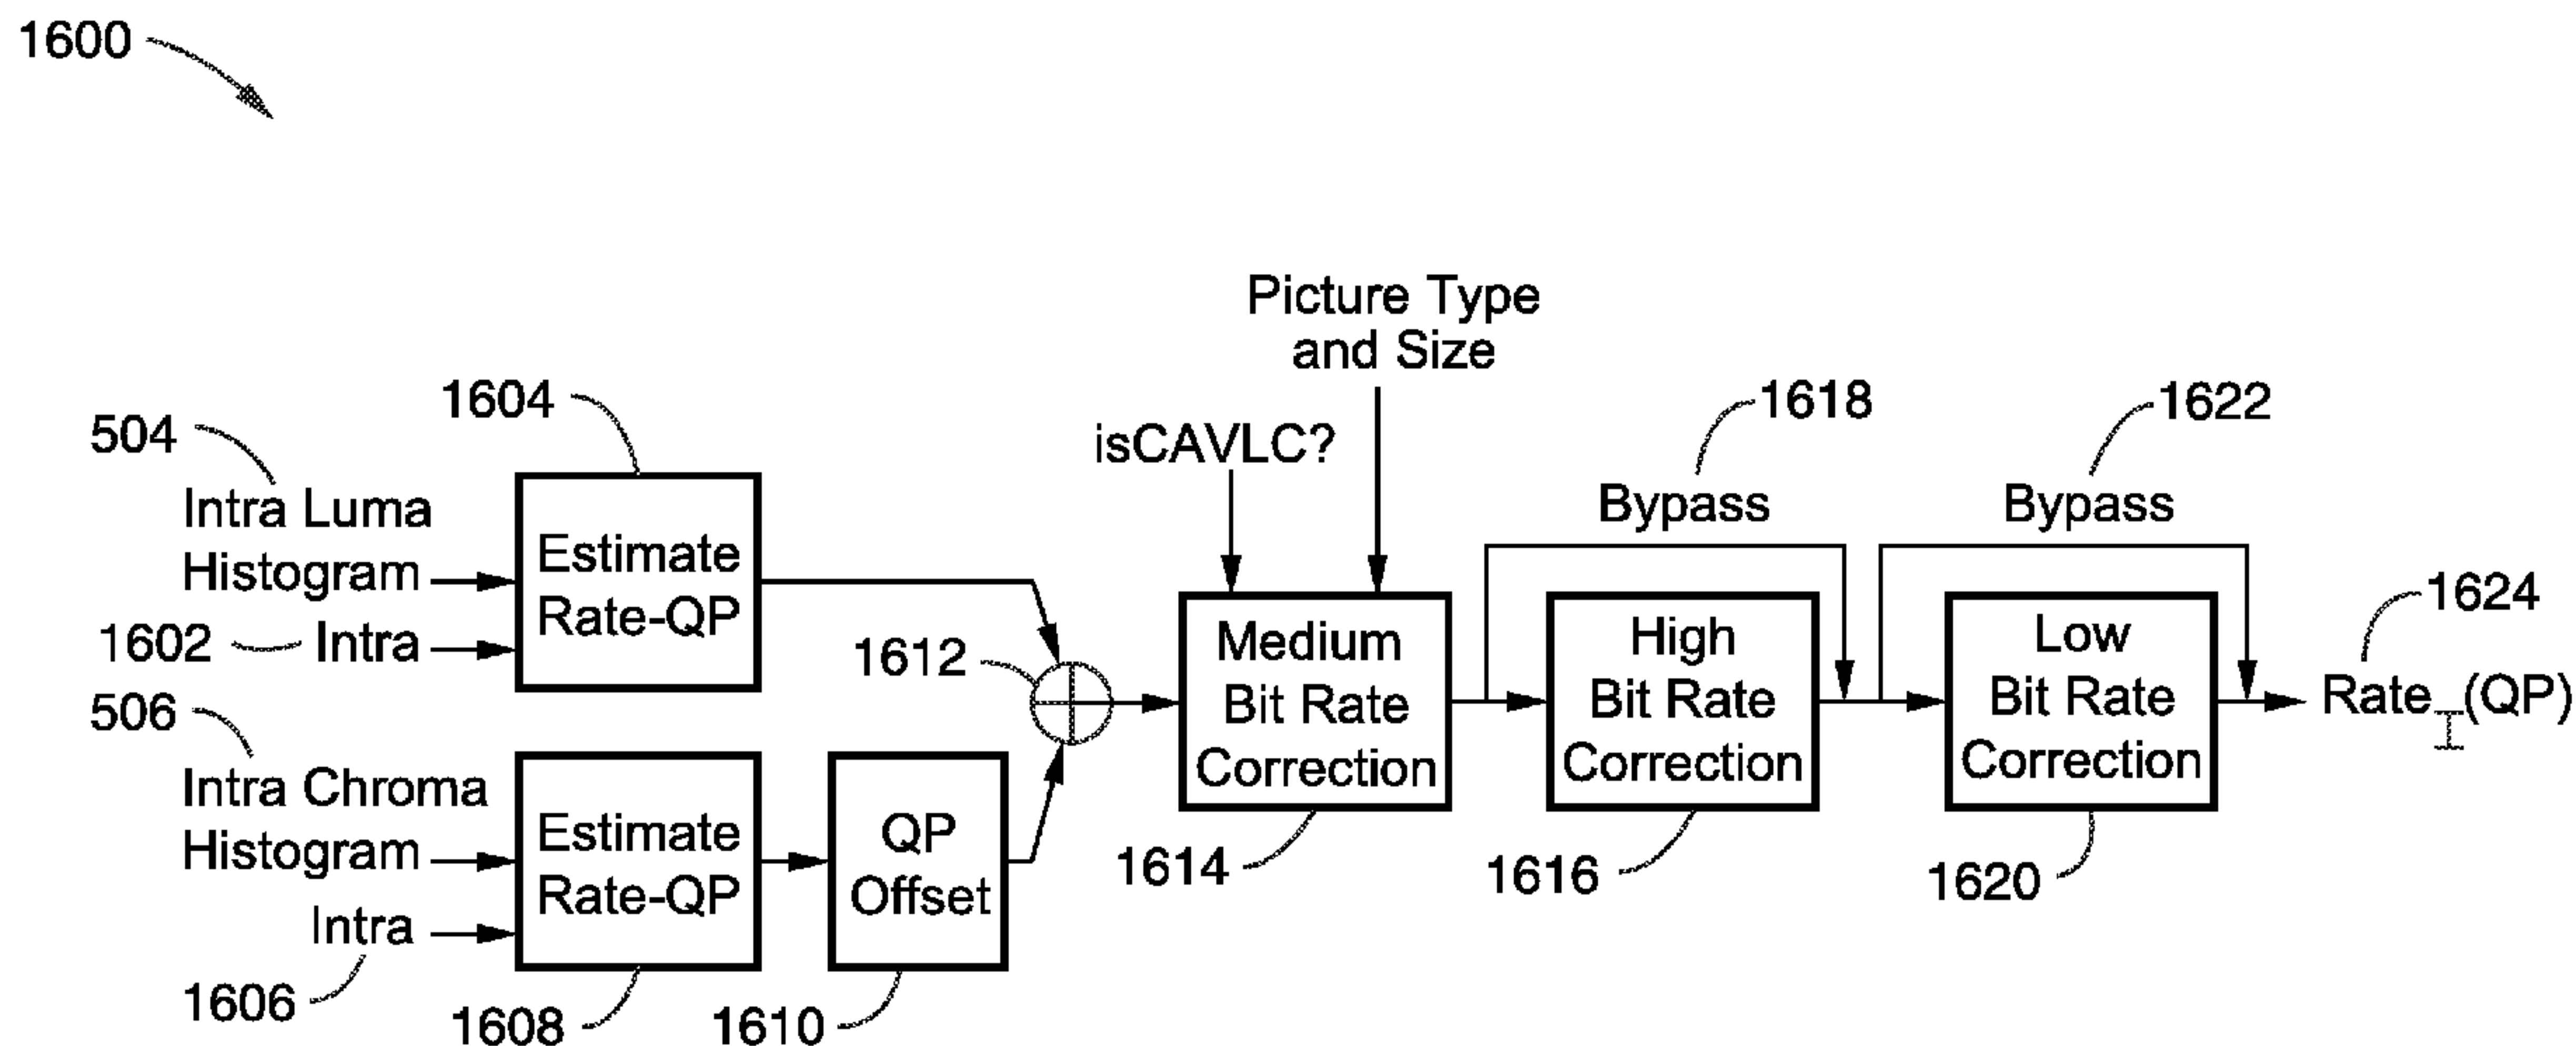 1600
Picture Type
and Size
1604
1618
1622
504
isCAVLC?
Intra Luma
Histogram
Estimate
Rate-QP
Bypass
Bypass
1602
Intra
1612
Medium
Bit Rate
Correction
High
Bit Rate
Correction
Low
Bit Rate
Correction
1624
Rate_I(QP)
506
Intra Chroma
Histogram
Estimate
Rate-QP
QP
Offset
Intra
1606
1608
1610
1614
1616
1620